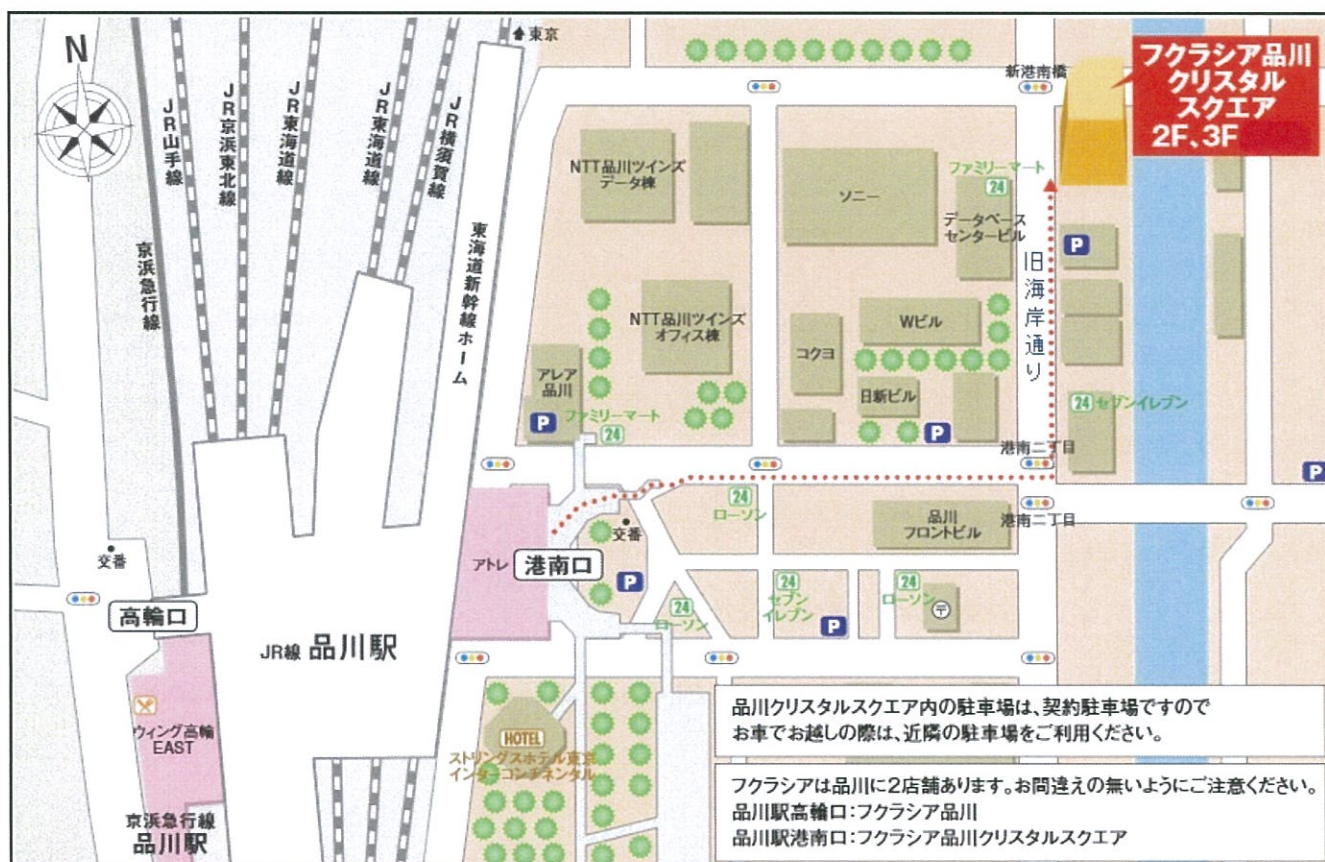 N
東京
JR山手線
JR京浜東北線
JR東海道線
JR東海道線
JR横須賀線
京浜急行線
東海道新幹線ホーム
新港南橋
フクラシア品川
クリスタル
スクエア
2F、3F
NTT品川ツインズ
データ棟
ソニー
ファミリーマート
24
データベース
センタービル
旧海岸通り
P
NTT品川ツインズ
オフィス棟
Wビル
コクヨ
アレア
品川
日新ビル
P
ファミリーマート
24
P
24
セブンイレブン
港南二丁目
P
24
ローソン
品川
フロントビル
港南二丁目
交番
アトレ
港南口
P
交番
高輪口
24
ローソン
24
セブン
イレブン
24
ローソン
〒
P
JR線 品川駅
ウィング高輪
EAST
HOTEL
ストリングスホテル東京
インターコンチネンタル
京浜急行線
品川駅
品川クリスタルスクエア内の駐車場は、契約駐車場ですので
お車でお越しの際は、近隣の駐車場をご利用ください。
フクラシアは品川に2店舗あります。お間違えの無いようにご注意ください。
品川駅高輪口:フクラシア品川
品川駅港南口:フクラシア品川クリスタルスクエア